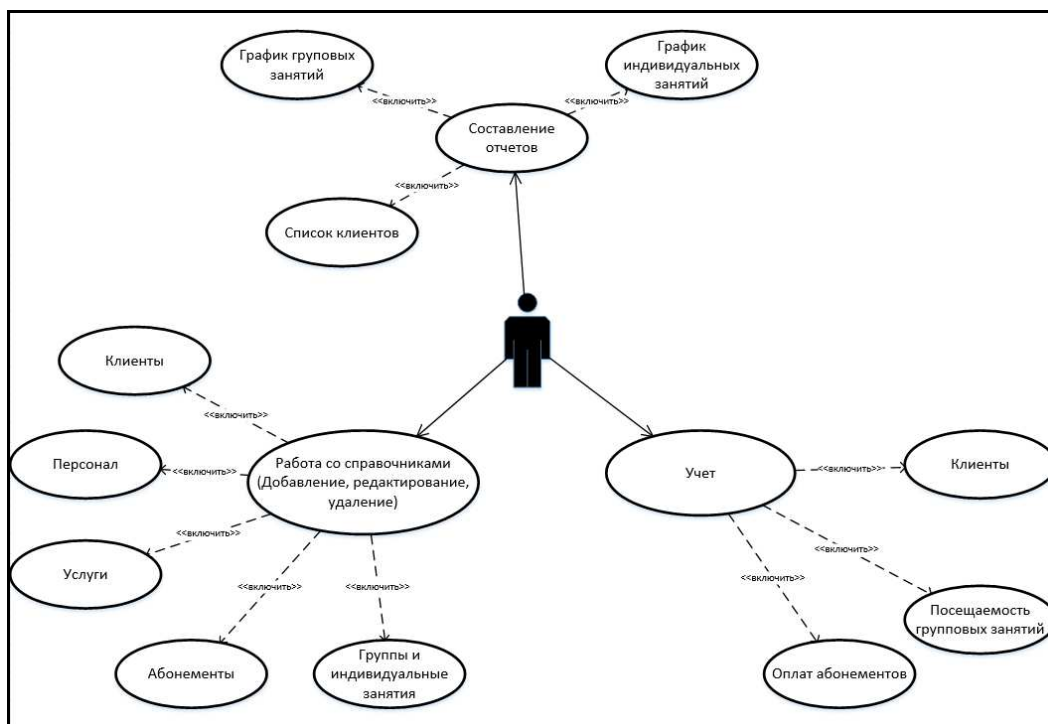 График груповых
занятий
График
индивидуальных
занятий
<<включить>>
<<включить>>
Составление
отчетов
<<включить>>
Список клиентов
Клиенты
<<включить>>
Персонал
<<включить>>
Работа со справочниками
(Добавление, редактирование,
удаление)
Учет
<<включить>>
Клиенты
<<включить>>
Услуги
<<включить>>
<<включить>>
<<включить>>
<<включить>>
Посещаемость
групповых занятий
Абонементы
Группы и
индивидуальные
занятия
Оплат абонементов